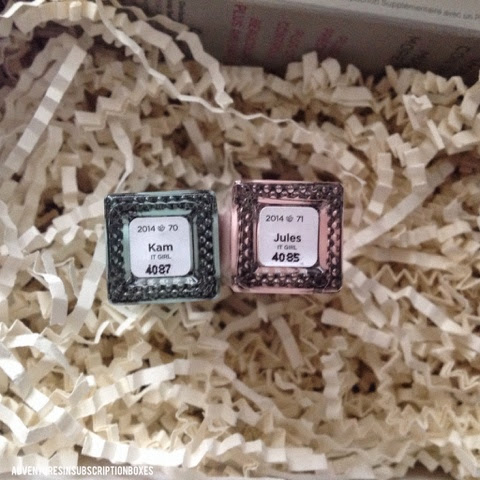 2014 @ 70
Kam
IT GIRL
4087
2014 @ 71
Jules
IT GIRL
4085
ADVENTURESINSUBSCRIPTIONBOXES